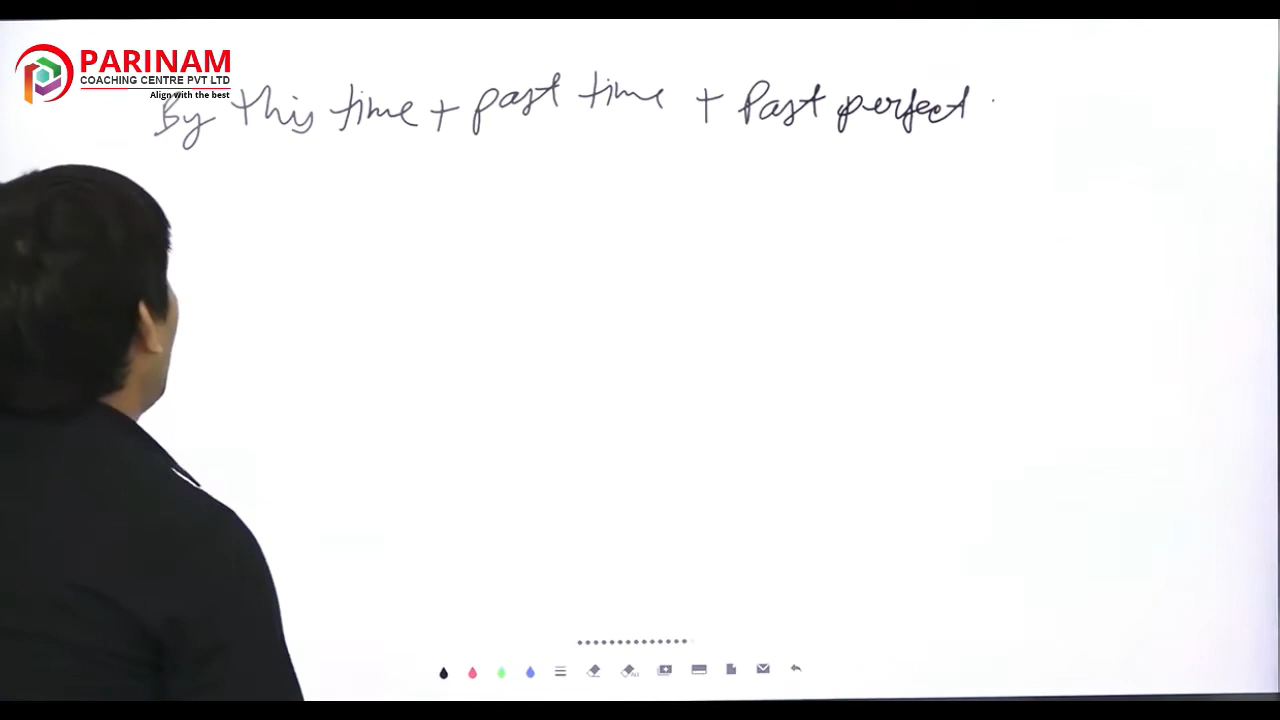 PARINAM
COACHING CENTRE PVT LTD
Align with the best
By this time + past time + Past perfect